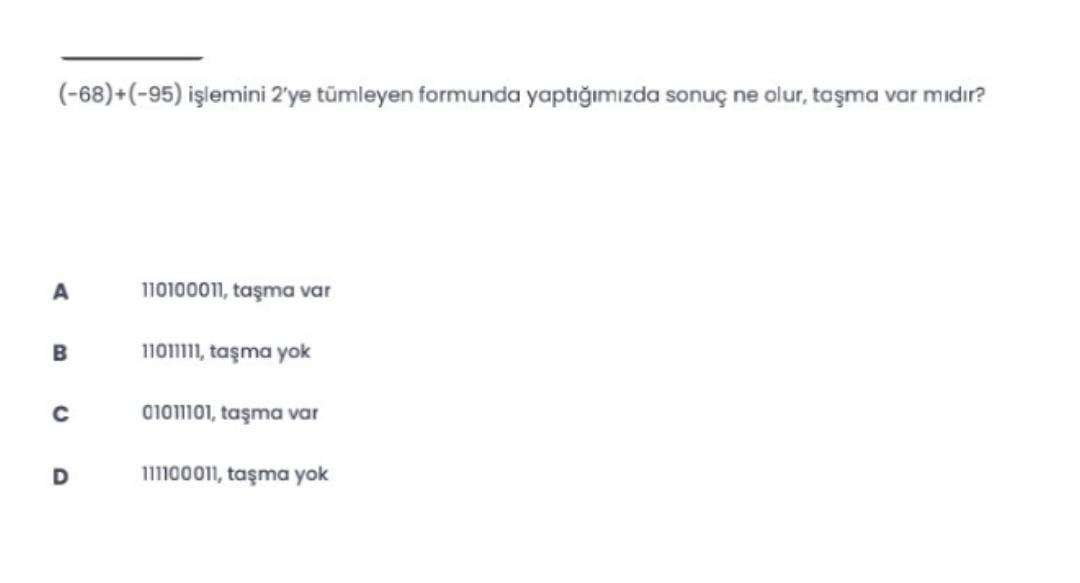 (-68)+(-95) işlemini 2'ye tümleyen formunda yaptığımızda sonuç ne olur, taşma var mıdır?
A 110100011, taşma var
B 11011111, taşma yok
C 01011101, taşma var
D 111100011, taşma yok